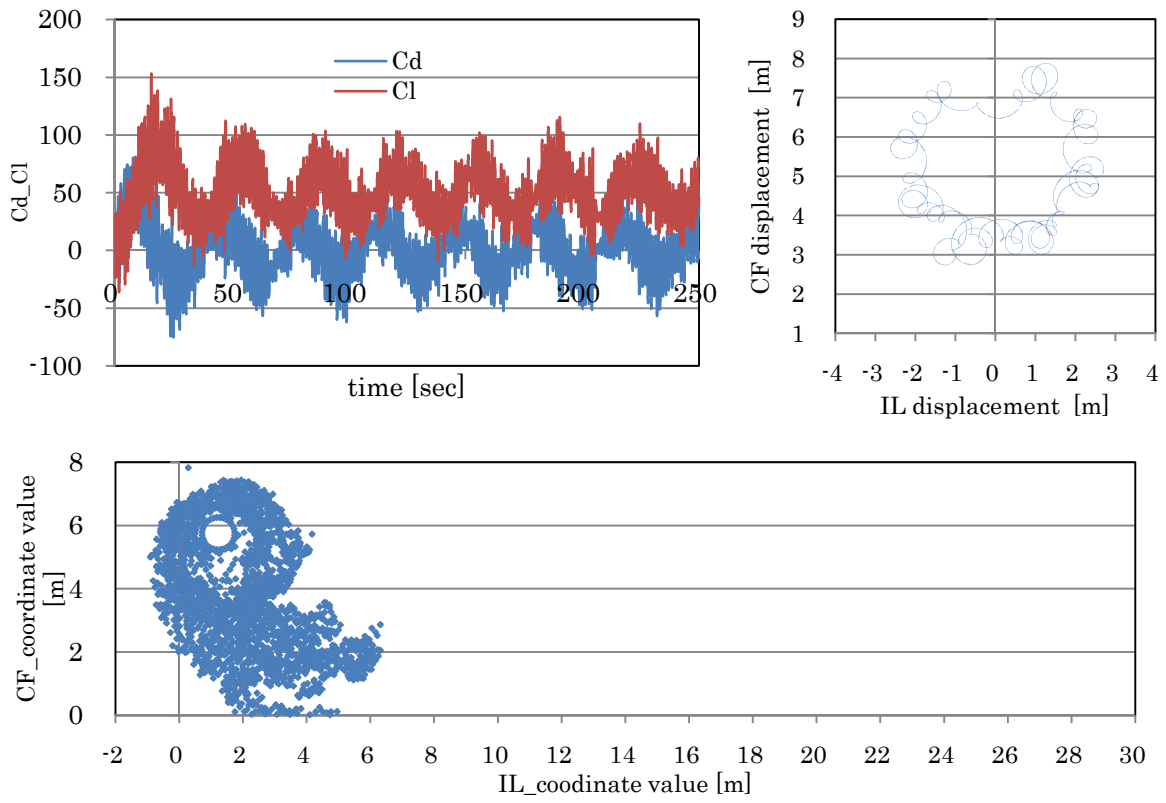 200
150
100
50
0
-50
-100
Cd_Cl
Cd
Cl
0 50 100 150 200 250
time [sec]
9
8
7
6
5
4
3
2
1
CF displacement [m]
-4 -3 -2 -1 0 1 2 3 4
IL displacement [m]
8
6
4
2
0
CF_coordinate value
[m]
-2 0 2 4 6 8 10 12 14 16 18 20 22 24 26 28 30
IL_coodinate value [m]